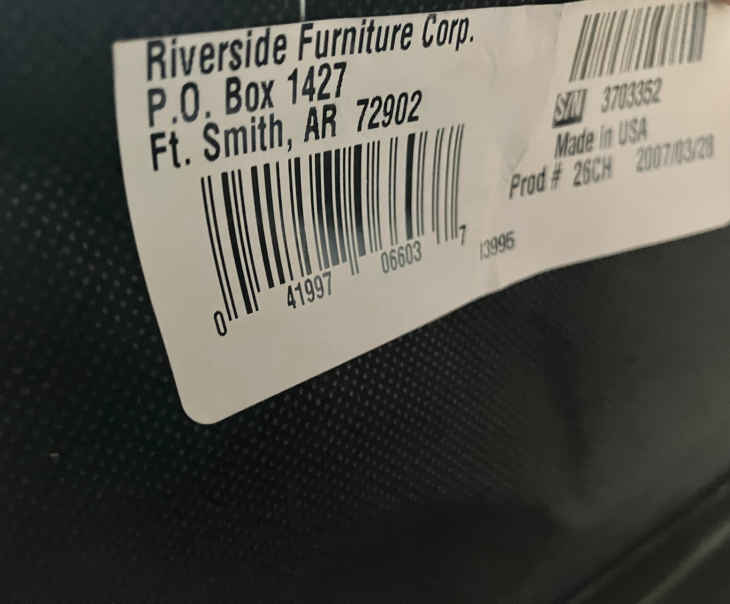 Riverside Furniture Corp.
P.O. Box 1427
Ft. Smith, AR 72902
0 41997 06603 7
13995
S/N 3703352
Made in USA
Prod # 26CH 2007/03/28